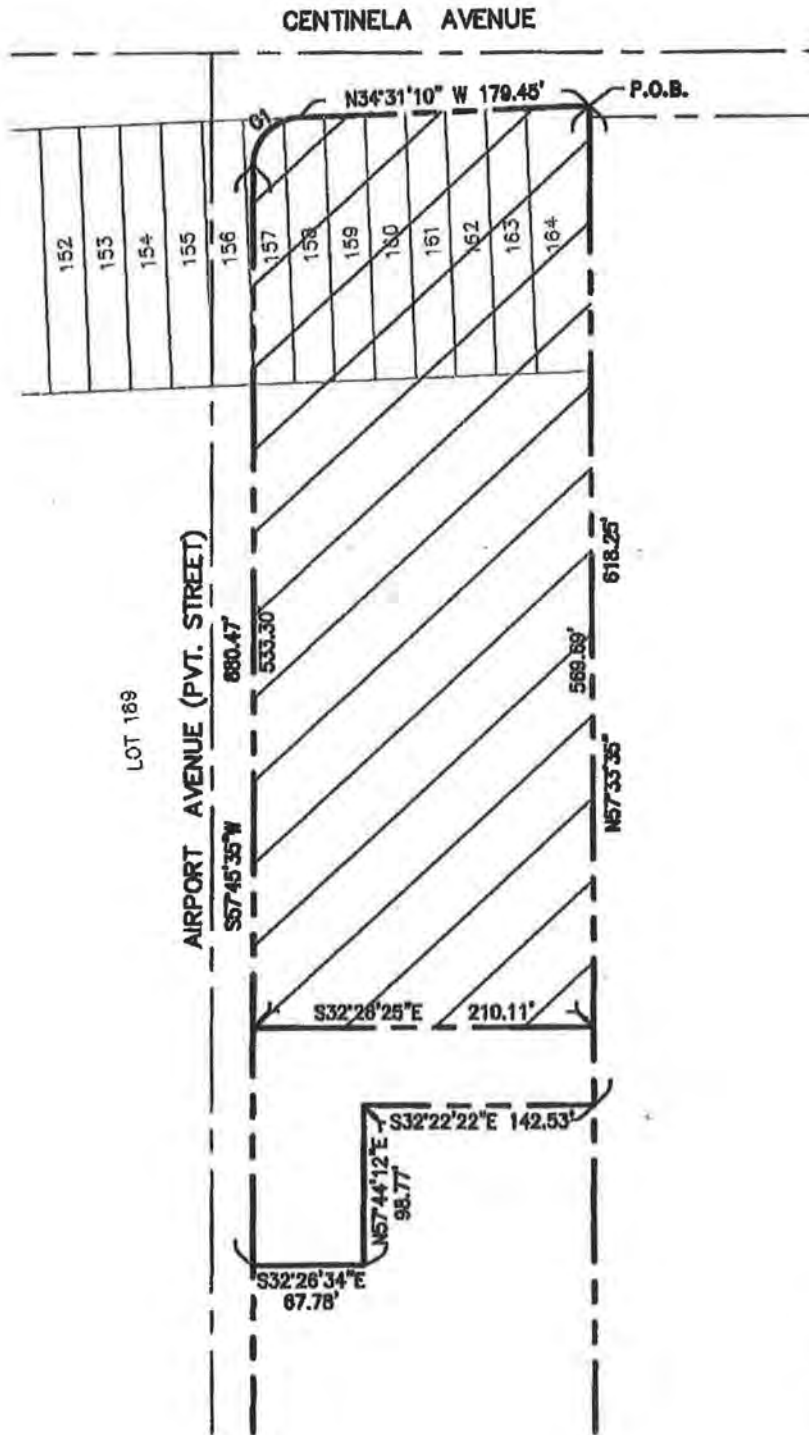 CENTINELA AVENUE
N34°31'10" W 179.45'
P.O.B.
C1
152
153
154
155
156
157
158
159
160
161
162
163
164
AIRPORT AVENUE (PVT. STREET)
LOT 169
S57°45'35"W
680.47'
533.30
618.25'
569.69'
N57°33'35"
S32°28'25"E 210.11'
S32°22'22"E 142.53'
N57°44'12"E
98.77'
S32°26'34"E
67.78'